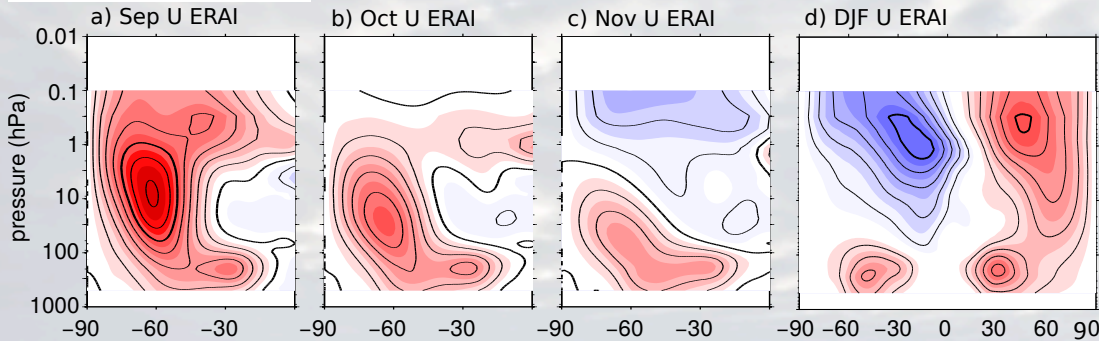 a) Sep U ERAI b) Oct U ERAI c) Nov U ERAI d) DJF U ERAI
pressure (hPa)
0.01
0.1
1
10
100
1000
−90 −60 −30 −90 −60 −30 −90 −60 −30 −90 −60 −30 0 30 60 90